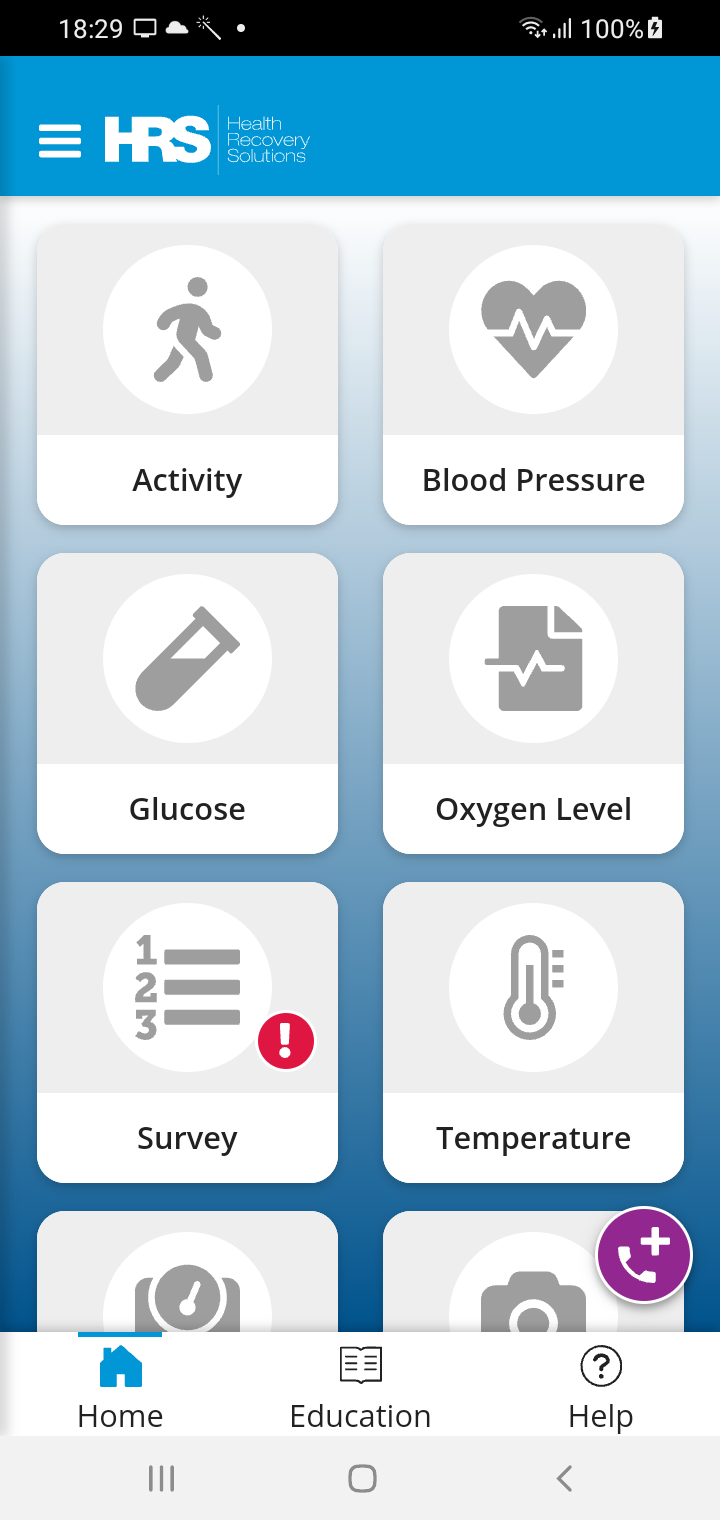 18:29
100%
HRS
Health
Recovery
Solutions
Activity
Blood Pressure
Glucose
Oxygen Level
1
2
3
Survey
Temperature
Home
Education
Help